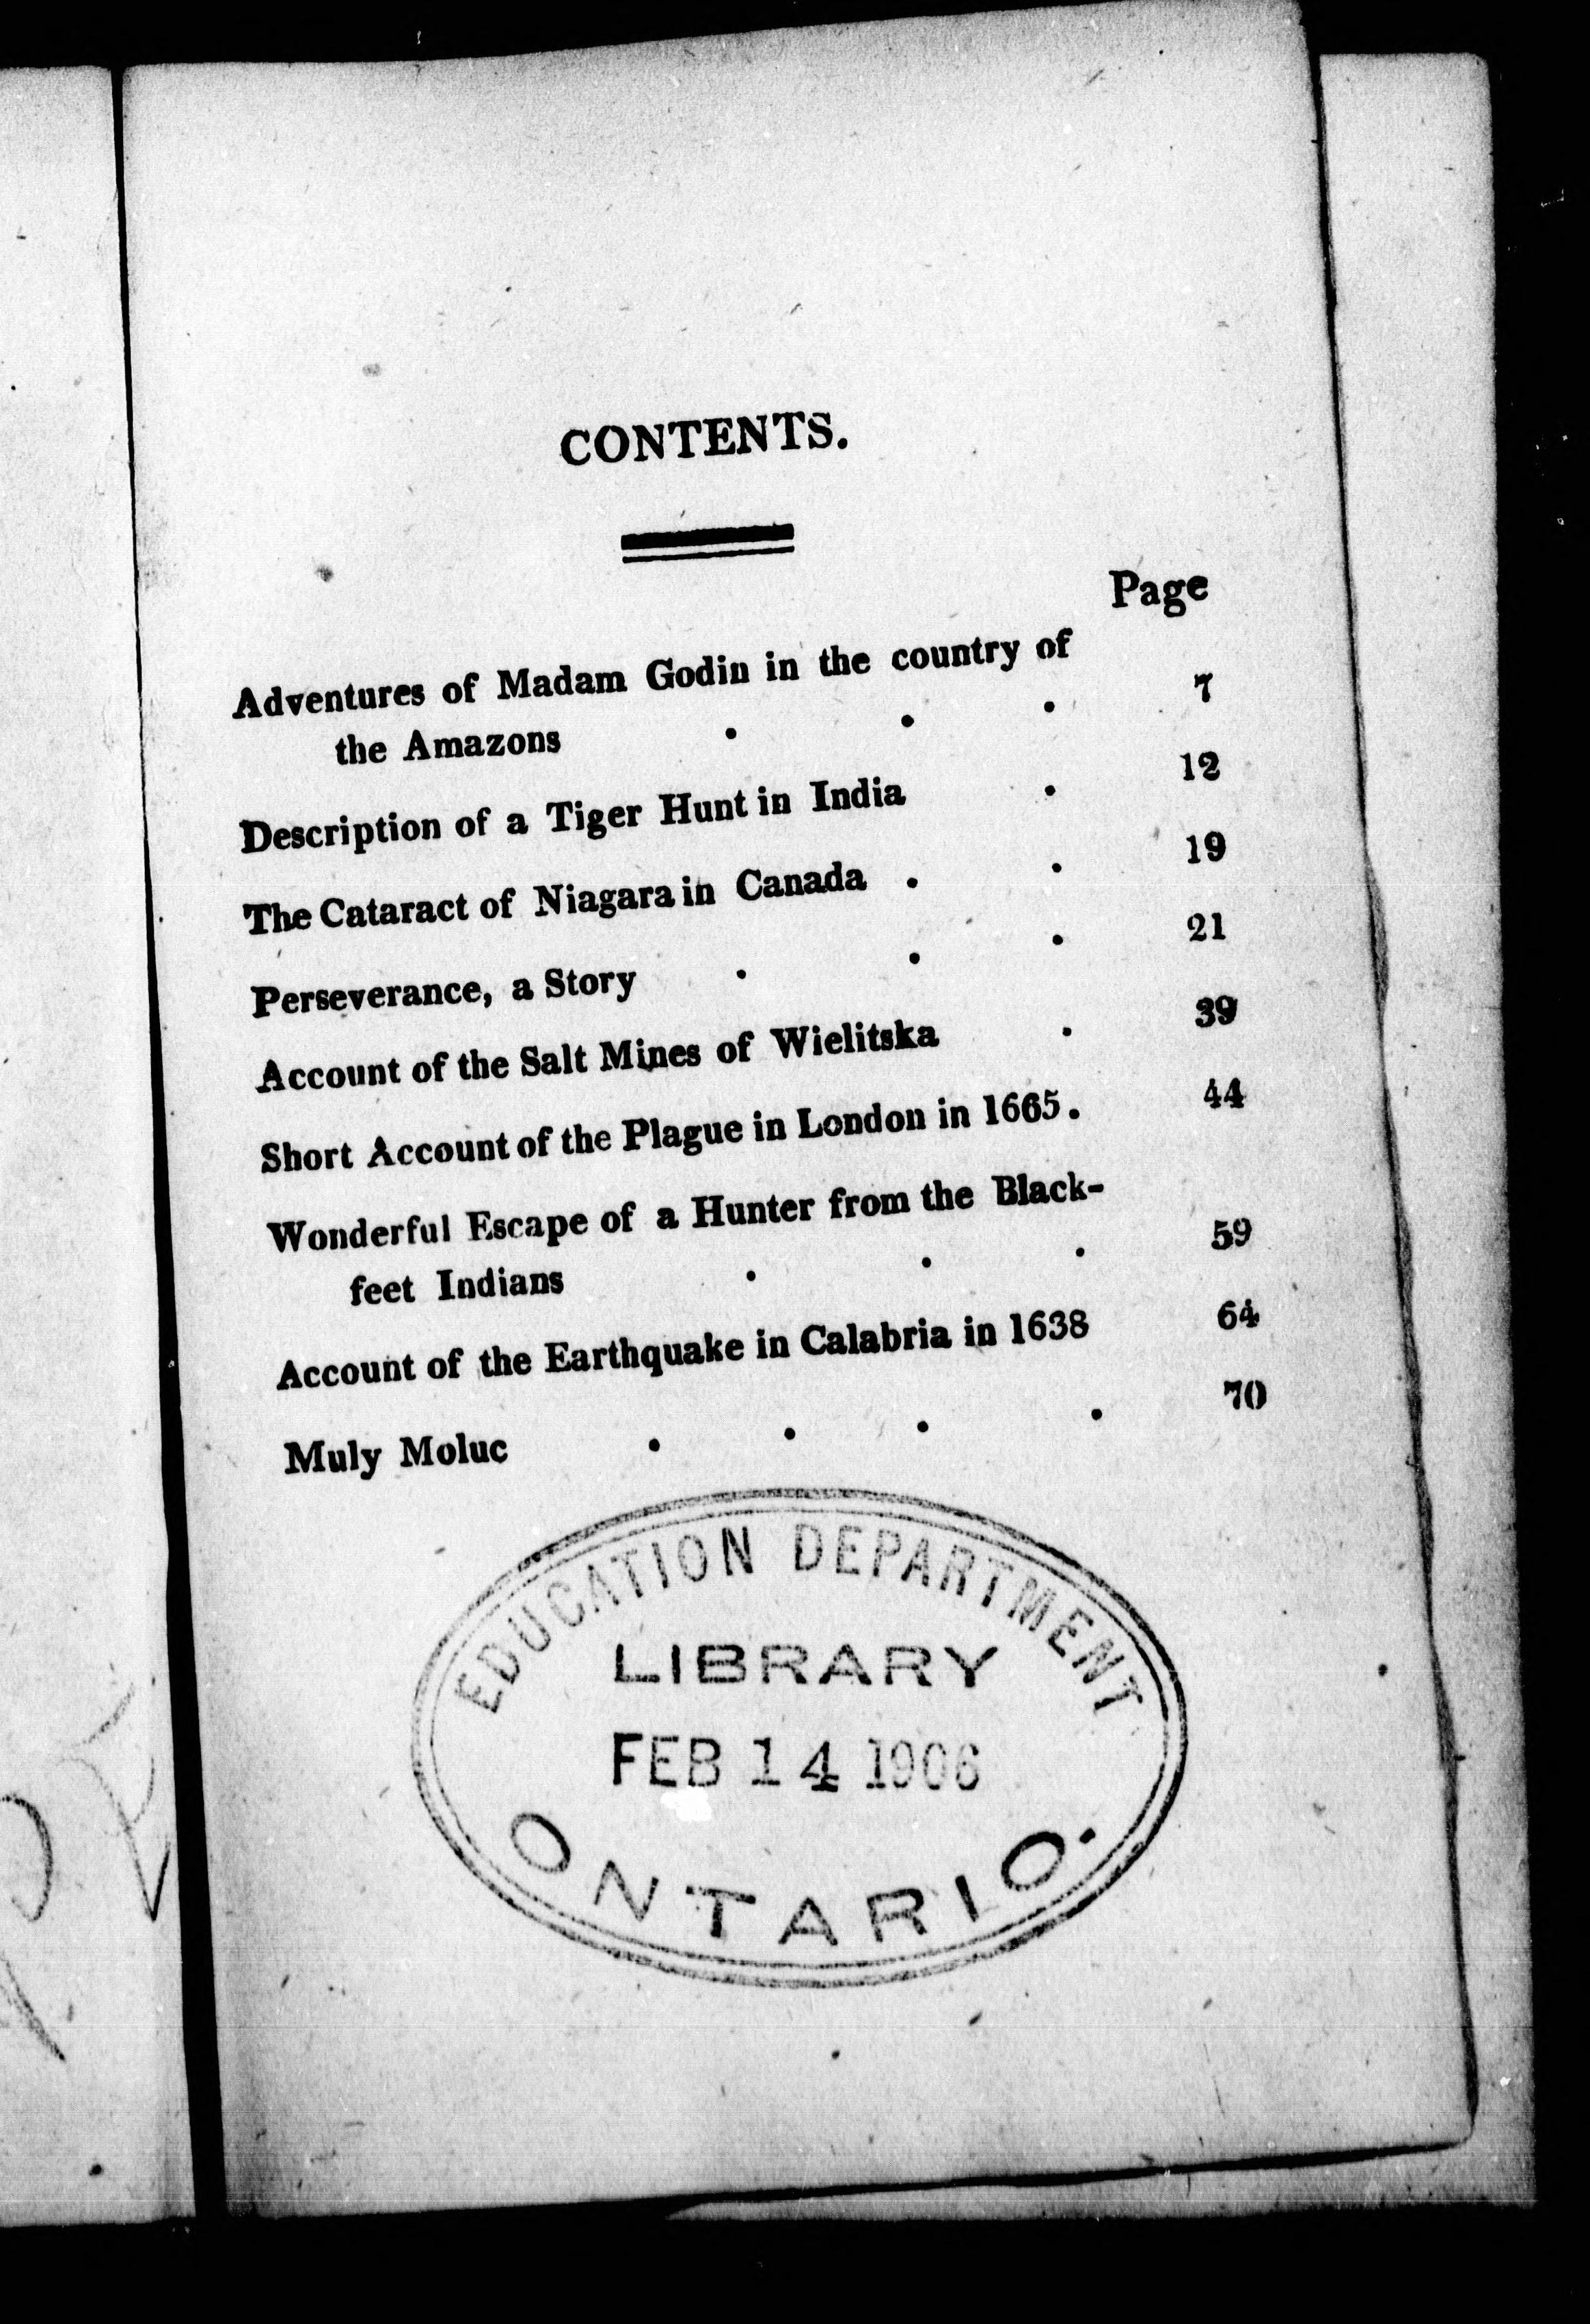 CONTENTS.
Page
Adventures of Madam Godin in the country of
the Amazons . . . 7
Description of a Tiger Hunt in India . 12
The Cataract of Niagara in Canada . . 19
Perseverance, a Story . . . 21
Account of the Salt Mines of Wielitska . 39
Short Account of the Plague in London in 1665 . 44
Wonderful Escape of a Hunter from the Black-
feet Indians . . . 59
Account of the Earthquake in Calabria in 1638 64
Muly Moluc . . . . 70
EDUCATION DEPARTMENT
LIBRARY
FEB 14 1906
ONTARIO.